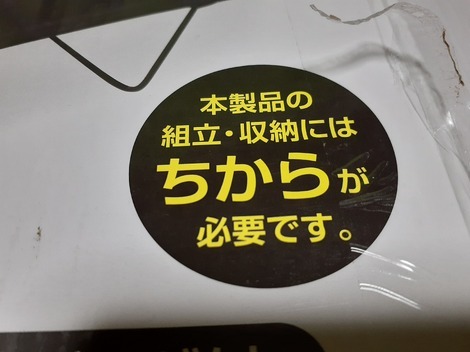 本製品の
組立・収納には
ちからが
必要です。